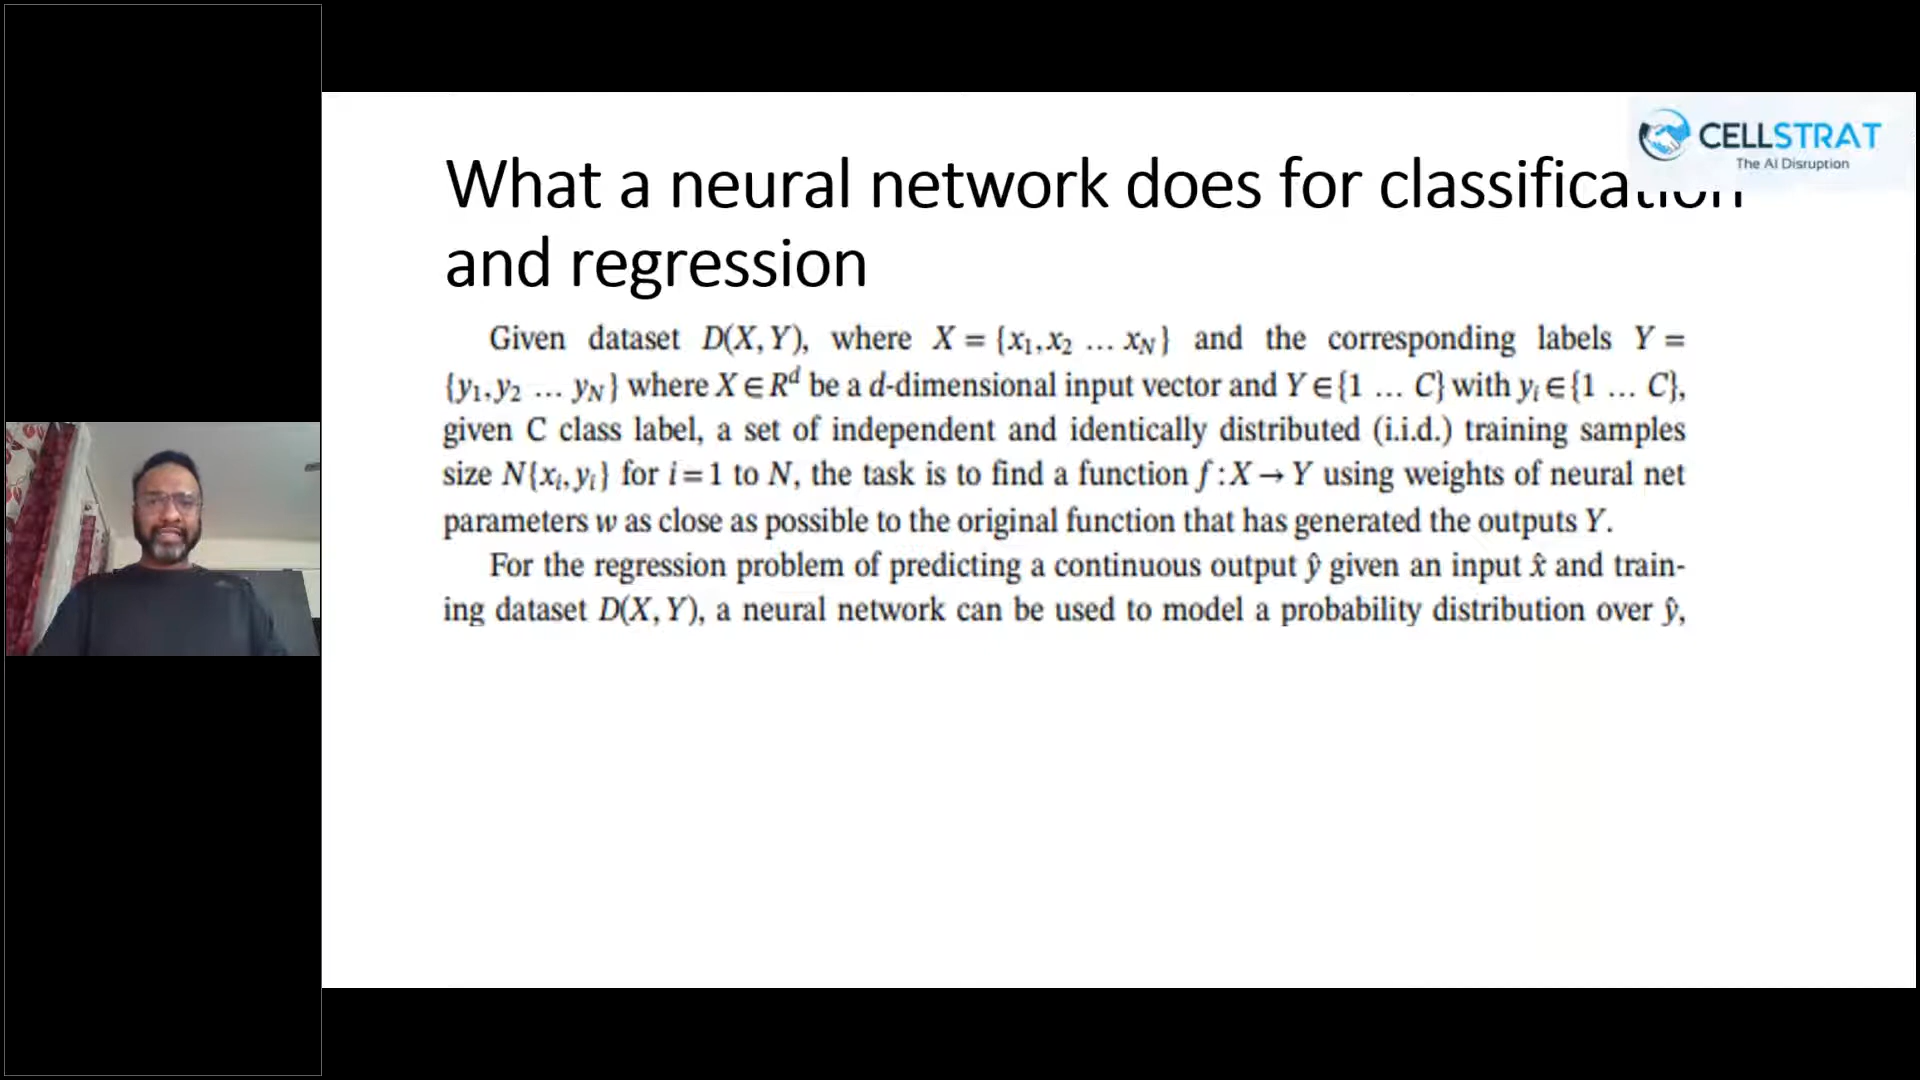 CELLSTRAT
The AI Disruption
What a neural network does for classification
and regression
Given dataset D(X, Y), where X = {x₁, x₂ … x_N} and the corresponding labels Y =
{y₁, y₂ … y_N} where X ∈ Rᵈ be a d-dimensional input vector and Y ∈ {1 … C} with yᵢ ∈ {1 … C},
given C class label, a set of independent and identically distributed (i.i.d.) training samples
size N{xᵢ, yᵢ} for i = 1 to N, the task is to find a function f : X → Y using weights of neural net
parameters w as close as possible to the original function that has generated the outputs Y.
For the regression problem of predicting a continuous output ŷ given an input x̂ and train-
ing dataset D(X, Y), a neural network can be used to model a probability distribution over ŷ,